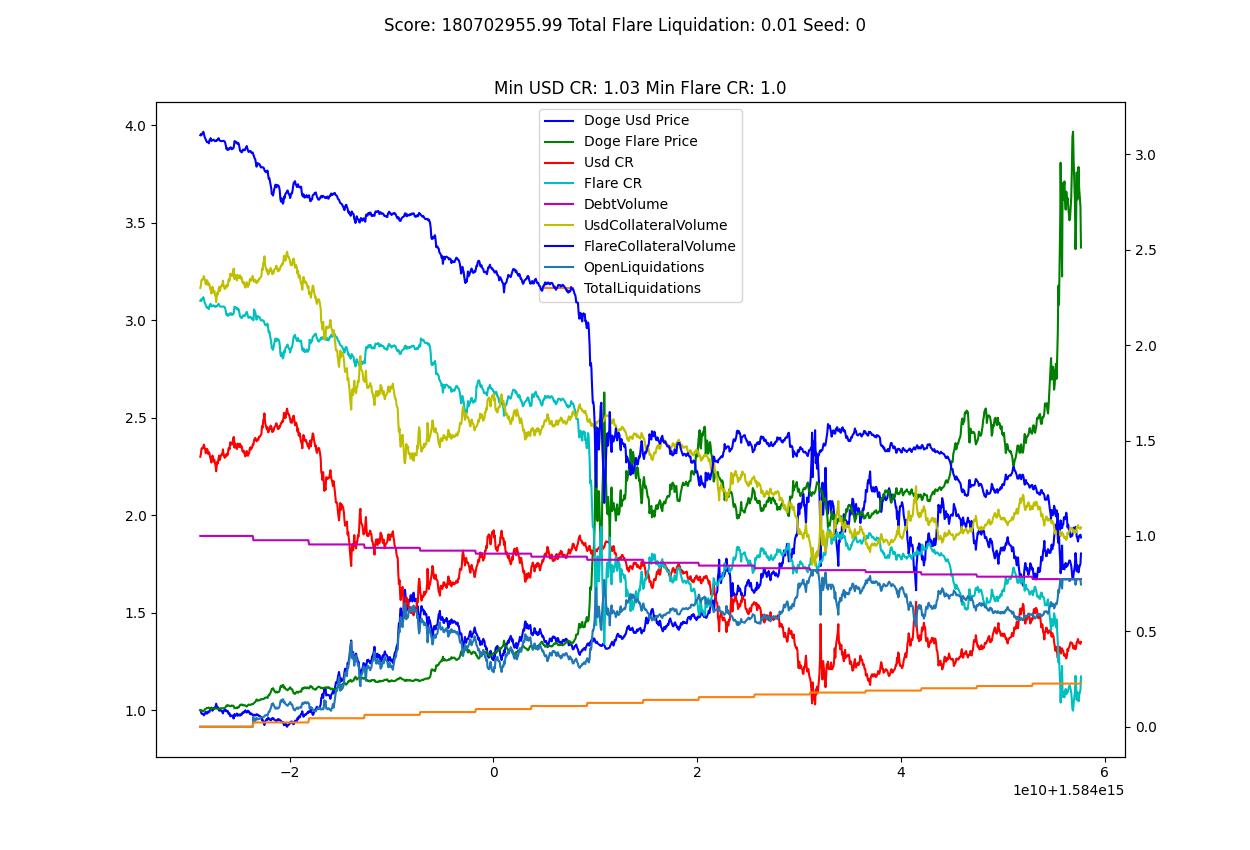 Score: 180702955.99 Total Flare Liquidation: 0.01 Seed: 0
Min USD CR: 1.03 Min Flare CR: 1.0
Doge Usd Price
Doge Flare Price
Usd CR
Flare CR
DebtVolume
UsdCollateralVolume
FlareCollateralVolume
OpenLiquidations
TotalLiquidations
4.0
3.5
3.0
2.5
2.0
1.5
1.0
3.0
2.5
2.0
1.5
1.0
0.5
0.0
−2
0
2
4
6
1e10+1.584e15